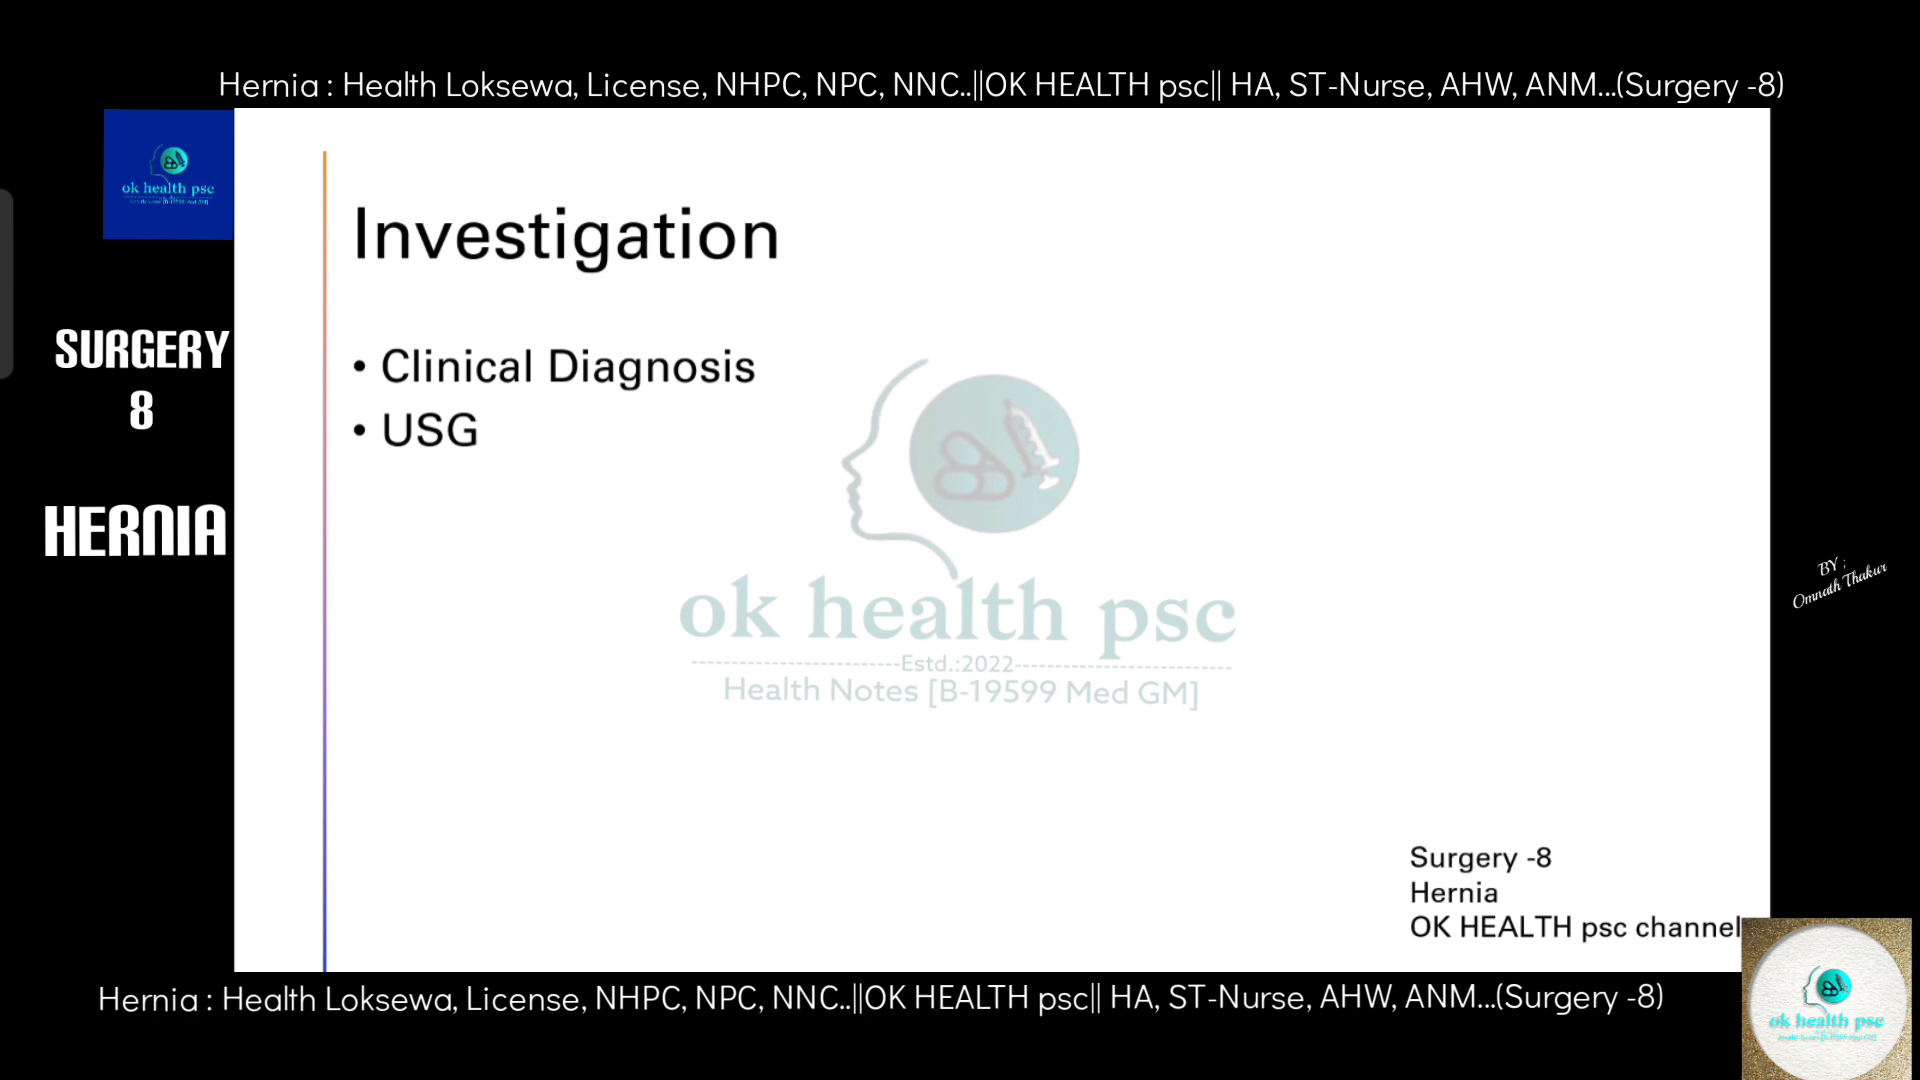 Hernia : Health Loksewa, License, NHPC, NPC, NNC..||OK HEALTH psc|| HA, ST-Nurse, AHW, ANM...(Surgery -8)
ok health psc
SURGERY
8
HERNIA
Investigation
• Clinical Diagnosis
• USG
ok health psc
Estd.:2022
Health Notes [B-19599 Med GM]
BY ;
Omnath Thakur
Surgery -8
Hernia
OK HEALTH psc channel
Hernia : Health Loksewa, License, NHPC, NPC, NNC..||OK HEALTH psc|| HA, ST-Nurse, AHW, ANM...(Surgery -8)
ok health psc